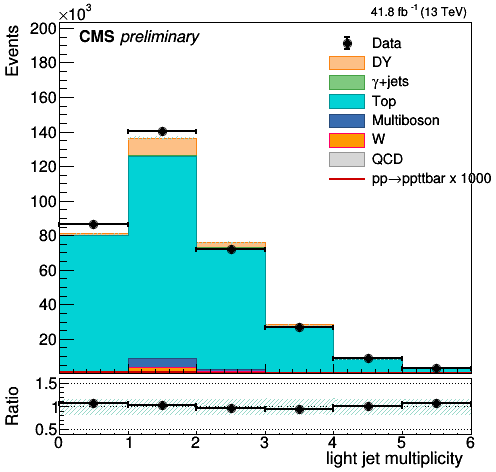 ×10³
41.8 fb⁻¹ (13 TeV)
CMS preliminary
Events
200
180
160
140
120
100
80
60
40
20
Data
DY
γ+jets
Top
Multiboson
W
QCD
pp→ppttbar x 1000
Ratio
1.5
1
0.5
0 1 2 3 4 5 6
light jet multiplicity